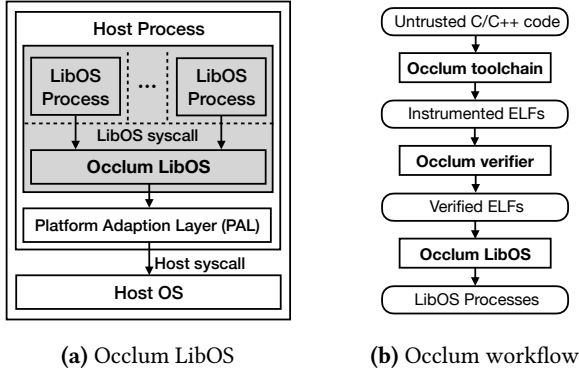 Host Process
LibOS
Process
...
LibOS
Process
LibOS syscall
Occlum LibOS
Platform Adaption Layer (PAL)
Host syscall
Host OS
(a) Occlum LibOS
Untrusted C/C++ code
Occlum toolchain
Instrumented ELFs
Occlum verifier
Verified ELFs
Occlum LibOS
LibOS Processes
(b) Occlum workflow